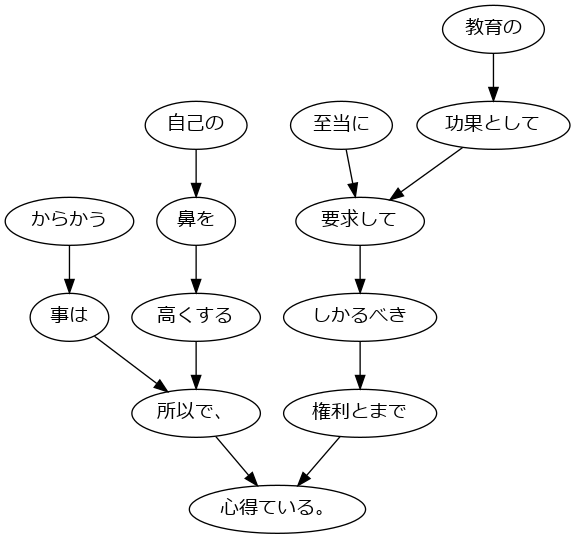 教育の
自己の
至当に
功果として
からかう
鼻を
要求して
事は
高くする
しかるべき
所以で、
権利とまで
心得ている。